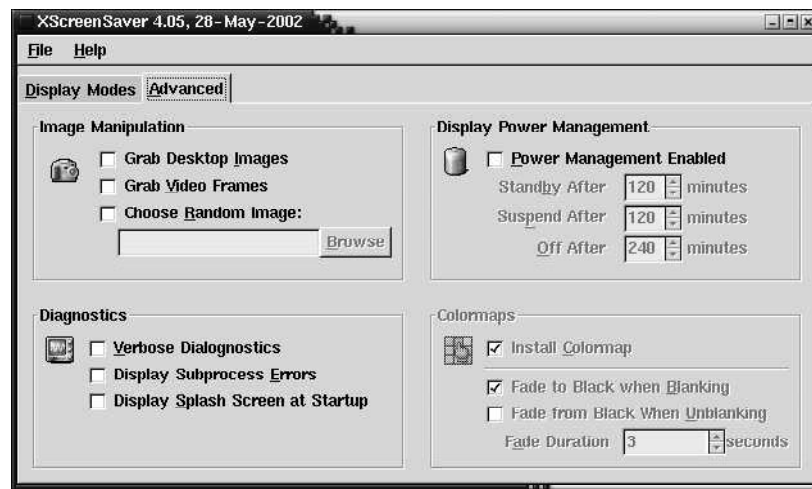 XScreenSaver 4.05, 28-May-2002
File Help
Display Modes Advanced
Image Manipulation
Grab Desktop Images
Grab Video Frames
Choose Random Image:
Browse
Display Power Management
Power Management Enabled
Standby After 120 minutes
Suspend After 120 minutes
Off After 240 minutes
Diagnostics
Verbose Dialognostics
Display Subprocess Errors
Display Splash Screen at Startup
Colormaps
Install Colormap
Fade to Black when Blanking
Fade from Black When Unblanking
Fade Duration 3 seconds